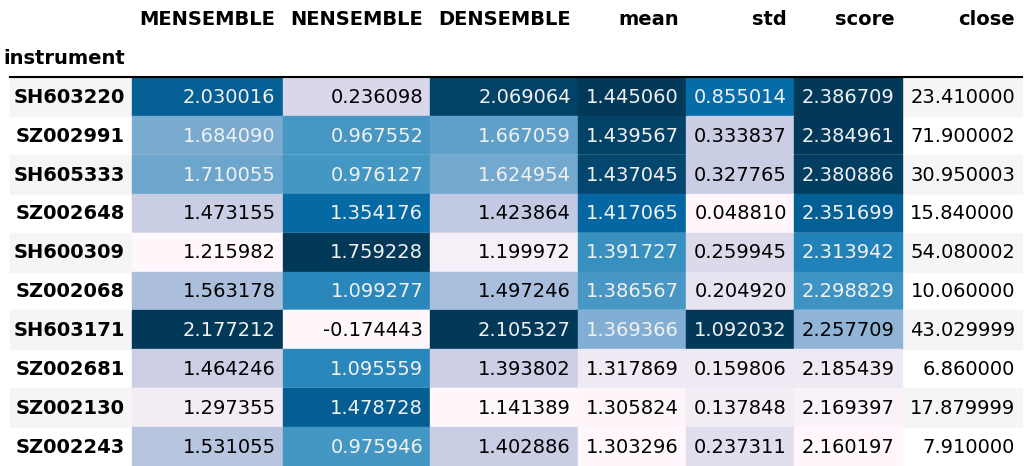 MENSEMBLE NENSEMBLE DENSEMBLE mean std score close
instrument
SH603220 2.030016 0.236098 2.069064 1.445060 0.855014 2.386709 23.410000
SZ002991 1.684090 0.967552 1.667059 1.439567 0.333837 2.384961 71.900002
SH605333 1.710055 0.976127 1.624954 1.437045 0.327765 2.380886 30.950003
SZ002648 1.473155 1.354176 1.423864 1.417065 0.048810 2.351699 15.840000
SH600309 1.215982 1.759228 1.199972 1.391727 0.259945 2.313942 54.080002
SZ002068 1.563178 1.099277 1.497246 1.386567 0.204920 2.298829 10.060000
SH603171 2.177212 -0.174443 2.105327 1.369366 1.092032 2.257709 43.029999
SZ002681 1.464246 1.095559 1.393802 1.317869 0.159806 2.185439 6.860000
SZ002130 1.297355 1.478728 1.141389 1.305824 0.137848 2.169397 17.879999
SZ002243 1.531055 0.975946 1.402886 1.303296 0.237311 2.160197 7.910000